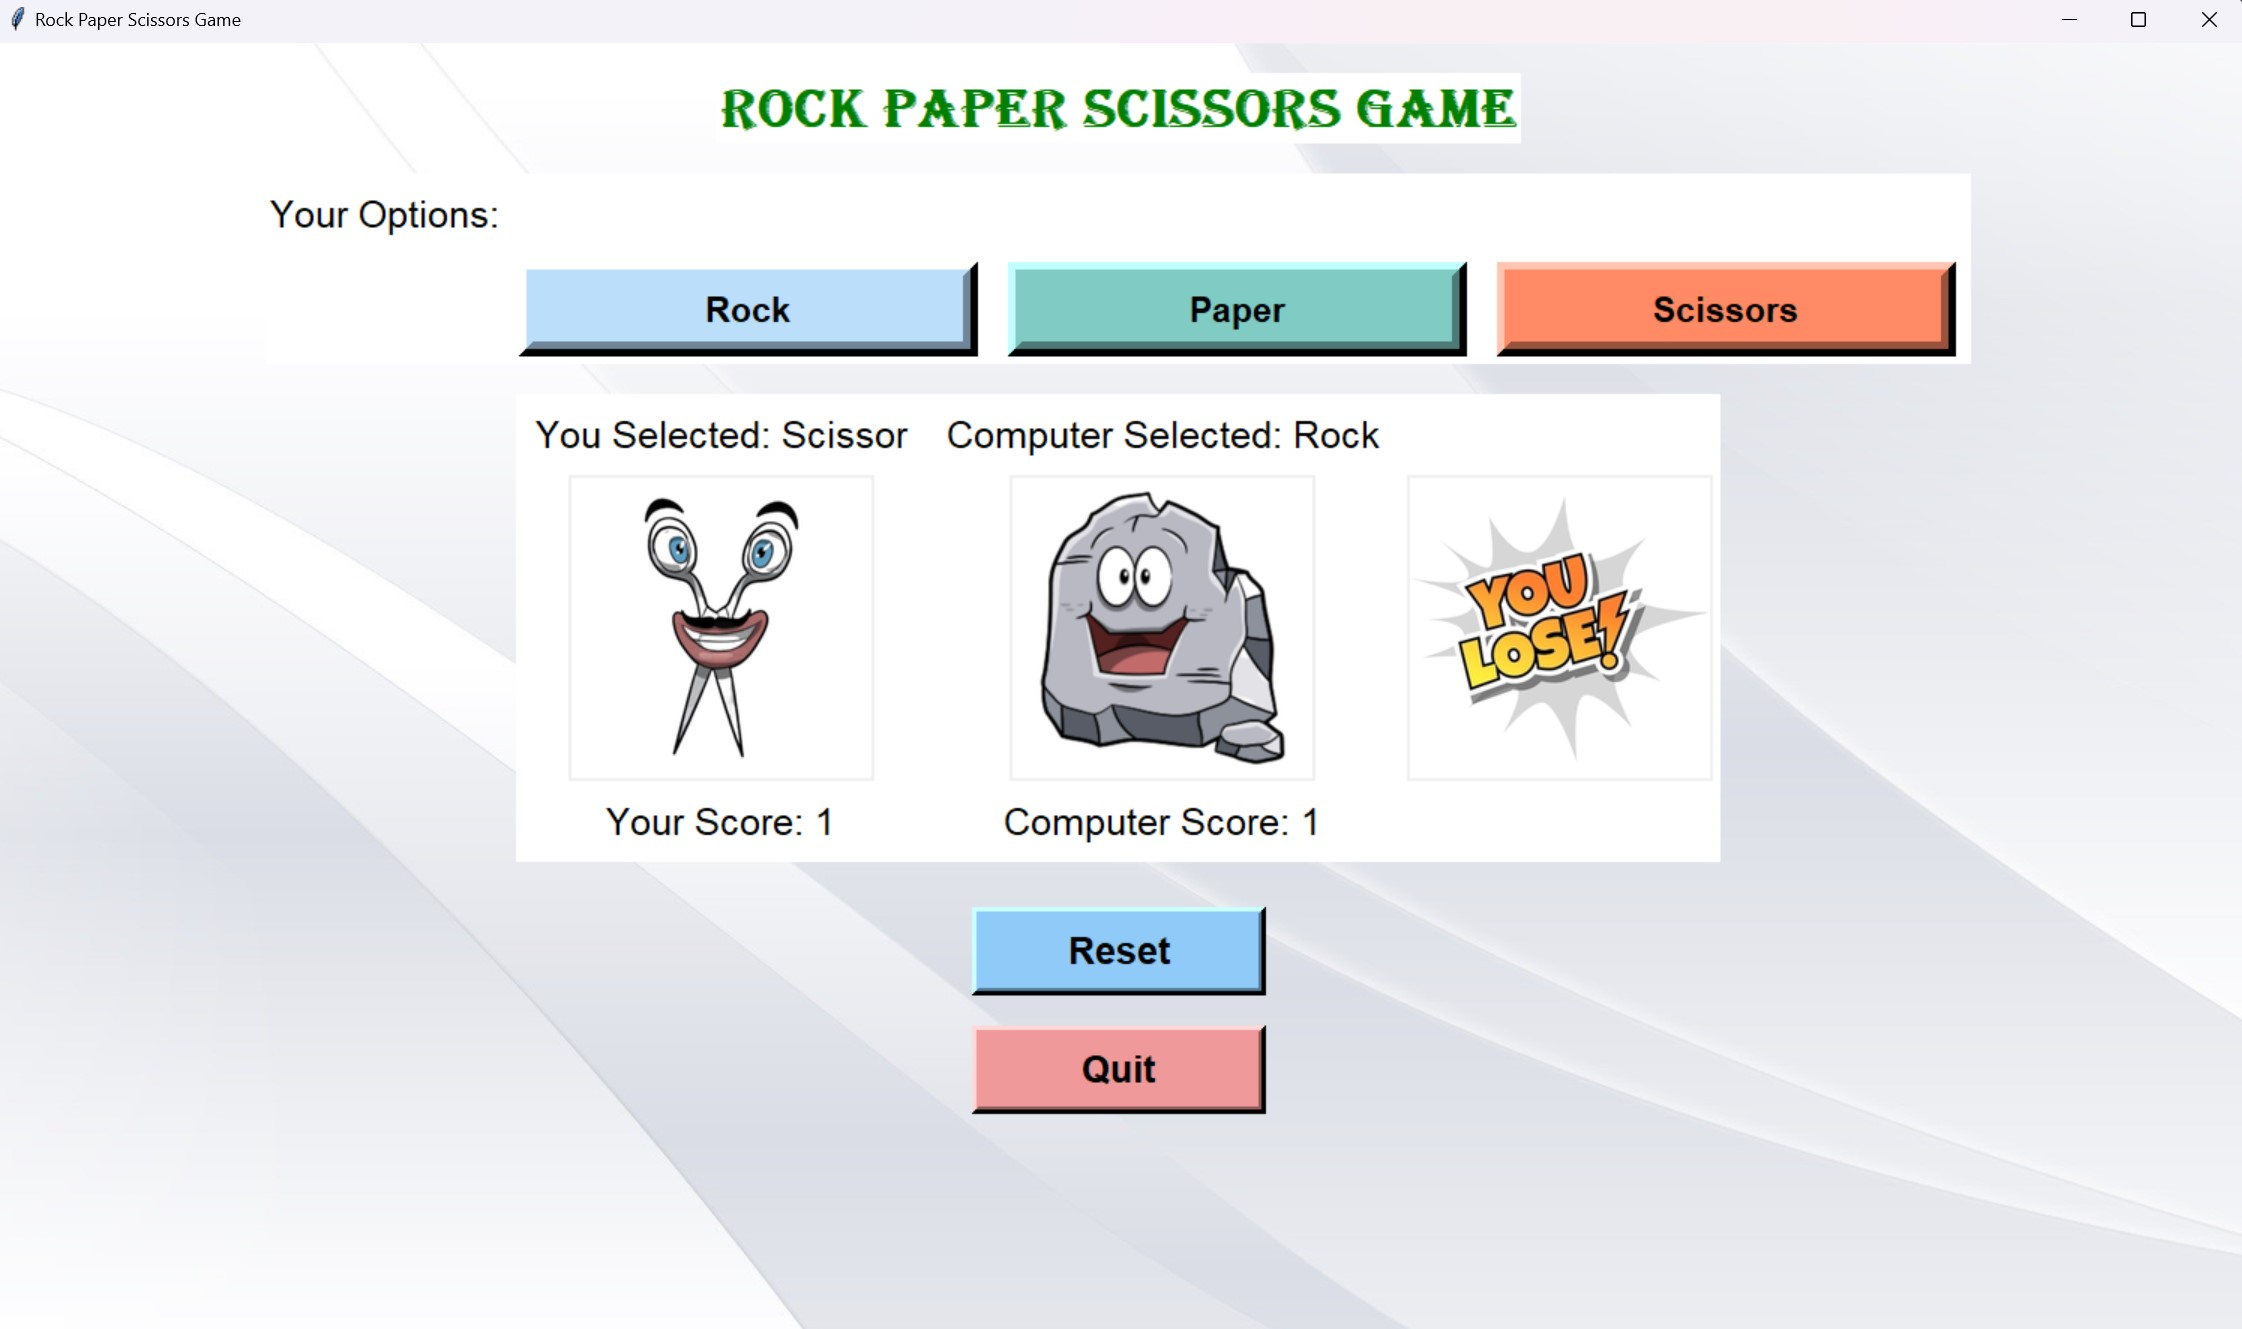 Rock Paper Scissors Game
ROCK PAPER SCISSORS GAME
Your Options:
Rock Paper Scissors
You Selected: Scissor Computer Selected: Rock
YOU
LOSE!
Your Score: 1 Computer Score: 1
Reset
Quit